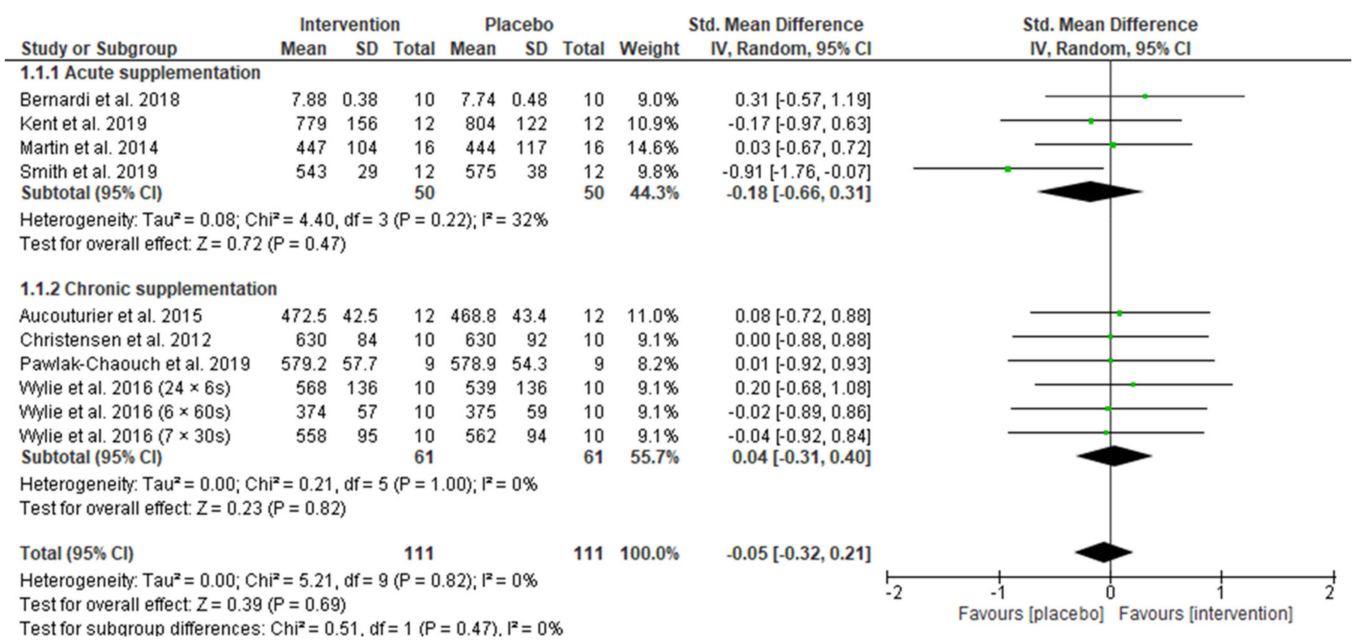 Intervention Placebo Std. Mean Difference Std. Mean Difference
Study or Subgroup Mean SD Total Mean SD Total Weight IV, Random, 95% CI IV, Random, 95% CI
1.1.1 Acute supplementation
Bernardi et al. 2018 7.88 0.38 10 7.74 0.48 10 9.0% 0.31 [-0.57, 1.19]
Kent et al. 2019 779 156 12 804 122 12 10.9% -0.17 [-0.97, 0.63]
Martin et al. 2014 447 104 16 444 117 16 14.6% 0.03 [-0.67, 0.72]
Smith et al. 2019 543 29 12 575 38 12 9.8% -0.91 [-1.76, -0.07]
Subtotal (95% CI) 50 50 44.3% -0.18 [-0.66, 0.31]
Heterogeneity: Tau² = 0.08; Chi² = 4.40, df = 3 (P = 0.22); I² = 32%
Test for overall effect: Z = 0.72 (P = 0.47)
1.1.2 Chronic supplementation
Aucouturier et al. 2015 472.5 42.5 12 468.8 43.4 12 11.0% 0.08 [-0.72, 0.88]
Christensen et al. 2012 630 84 10 630 92 10 9.1% 0.00 [-0.88, 0.88]
Pawlak-Chaouch et al. 2019 579.2 57.7 9 578.9 54.3 9 8.2% 0.01 [-0.92, 0.93]
Wylie et al. 2016 (24 × 6s) 568 136 10 539 136 10 9.1% 0.20 [-0.68, 1.08]
Wylie et al. 2016 (6 × 60s) 374 57 10 375 59 10 9.1% -0.02 [-0.89, 0.86]
Wylie et al. 2016 (7 × 30s) 558 95 10 562 94 10 9.1% -0.04 [-0.92, 0.84]
Subtotal (95% CI) 61 61 55.7% 0.04 [-0.31, 0.40]
Heterogeneity: Tau² = 0.00; Chi² = 0.21, df = 5 (P = 1.00); I² = 0%
Test for overall effect: Z = 0.23 (P = 0.82)
Total (95% CI) 111 111 100.0% -0.05 [-0.32, 0.21]
Heterogeneity: Tau² = 0.00; Chi² = 5.21, df = 9 (P = 0.82); I² = 0%
Test for overall effect: Z = 0.39 (P = 0.69)
Test for subgroup differences: Chi² = 0.51, df = 1 (P = 0.47), I² = 0%
-2 -1 0 1 2
Favours [placebo] Favours [intervention]